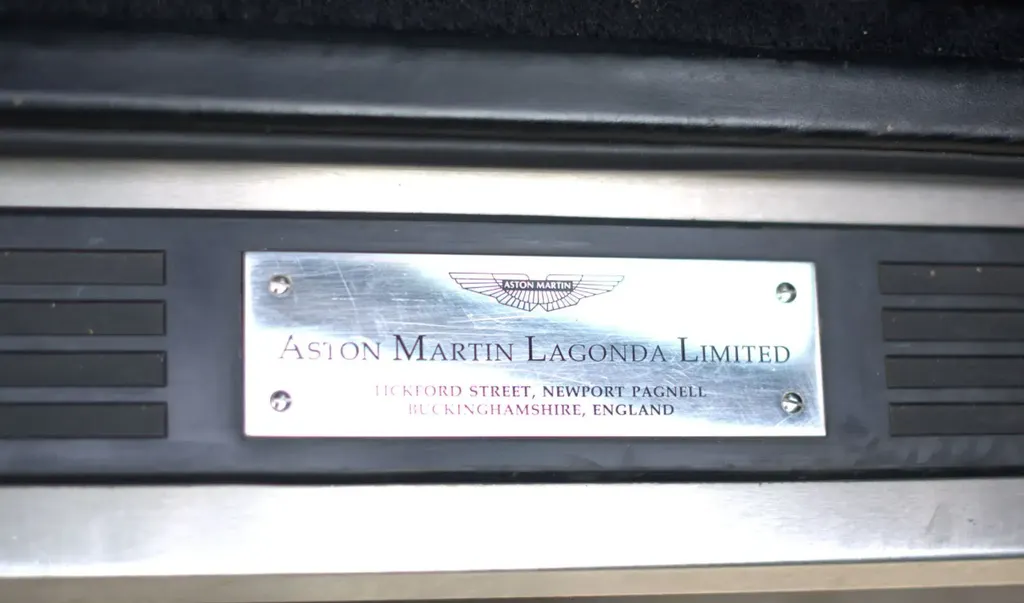 ASTON MARTIN
ASTON MARTIN LAGONDA LIMITED
TICKFORD STREET, NEWPORT PAGNELL
BUCKINGHAMSHIRE, ENGLAND